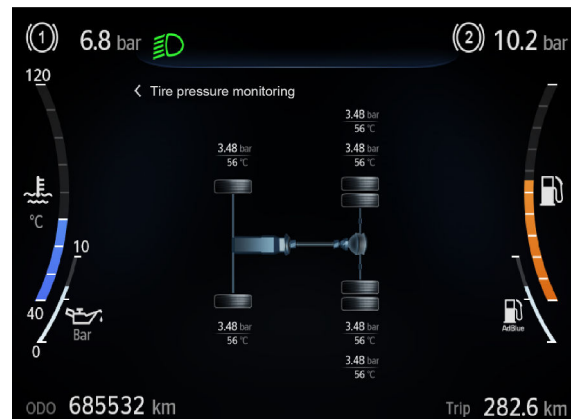 (1) 6.8 bar
(2) 10.2 bar
120
< Tire pressure monitoring
3.48 bar
56 °C
3.48 bar
56 °C
3.48 bar
56 °C
°C
10
40
Bar
0
AdBlue
3.48 bar
56 °C
3.48 bar
56 °C
3.48 bar
56 °C
ODO 685532 km
Trip 282.6 km